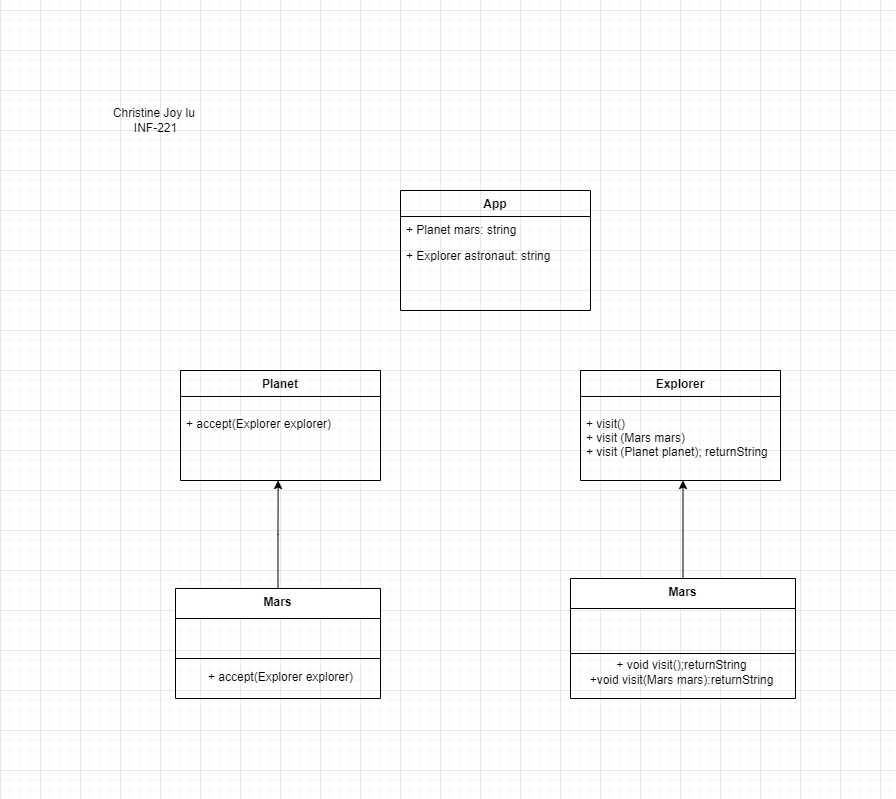 Christine Joy Iu
INF-221
App
+ Planet mars: string
+ Explorer astronaut: string
Planet
+ accept(Explorer explorer)
Explorer
+ visit()
+ visit (Mars mars)
+ visit (Planet planet); returnString
Mars
+ accept(Explorer explorer)
Mars
+ void visit();returnString
+void visit(Mars mars):returnString